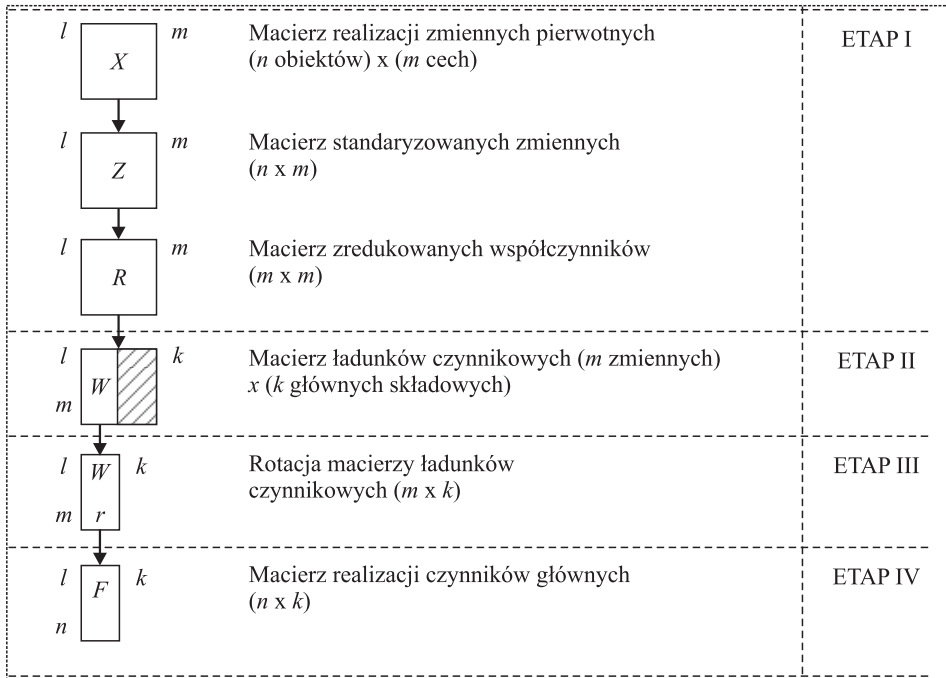 l m Macierz realizacji zmiennych pierwotnych ETAP I
X (n obiektów) x (m cech)
l m Macierz standaryzowanych zmiennych
Z (n x m)
l m Macierz zredukowanych współczynników
R (m x m)
l k Macierz ładunków czynnikowych (m zmiennych) ETAP II
W x (k głównych składowych)
m
l W k Rotacja macierzy ładunków ETAP III
czynnikowych (m x k)
m r
l F k Macierz realizacji czynników głównych ETAP IV
(n x k)
n